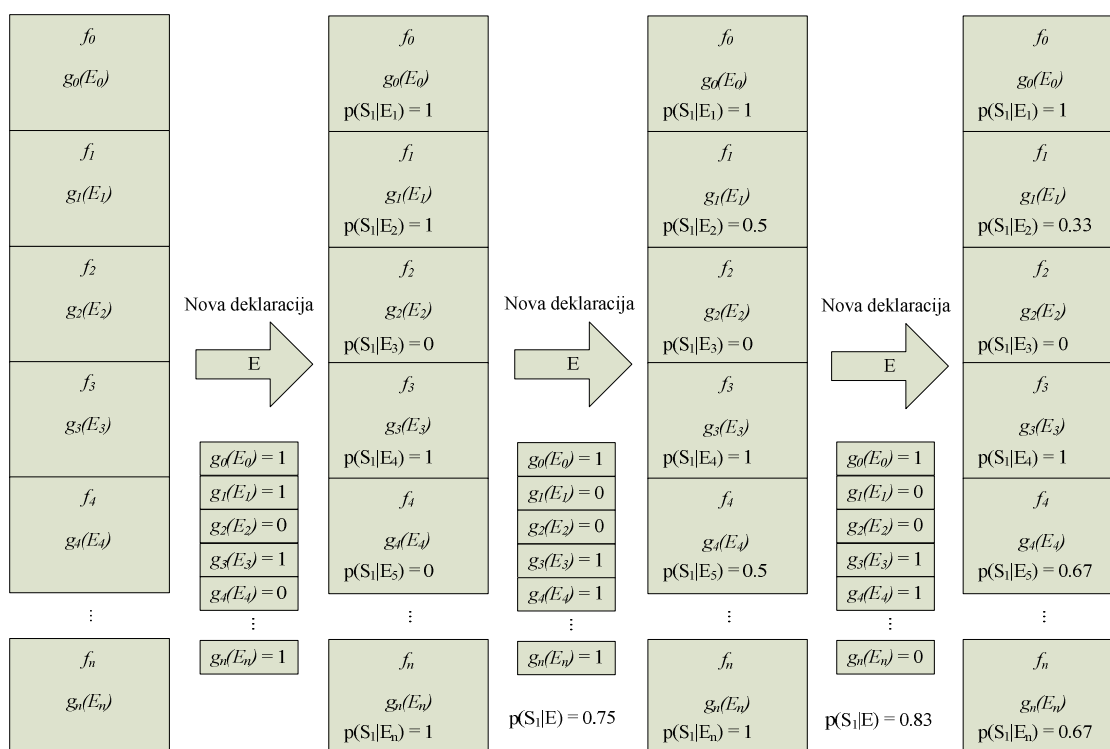 f₀
g₀(E₀)
f₁
g₁(E₁)
f₂
g₂(E₂)
f₃
g₃(E₃)
f₄
g₄(E₄)
⋮
fₙ
gₙ(Eₙ)
Nova deklaracija
E
g₀(E₀) = 1
g₁(E₁) = 1
g₂(E₂) = 0
g₃(E₃) = 1
g₄(E₄) = 0
⋮
gₙ(Eₙ) = 1
f₀
g₀(E₀)
p(S₁|E₁) = 1
f₁
g₁(E₁)
p(S₁|E₂) = 1
f₂
g₂(E₂)
p(S₁|E₃) = 0
f₃
g₃(E₃)
p(S₁|E₄) = 1
f₄
g₄(E₄)
p(S₁|E₅) = 0
⋮
fₙ
gₙ(Eₙ)
p(S₁|Eₙ) = 1
Nova deklaracija
E
g₀(E₀) = 1
g₁(E₁) = 0
g₂(E₂) = 0
g₃(E₃) = 1
g₄(E₄) = 1
⋮
gₙ(Eₙ) = 1
p(S₁|E) = 0.75
f₀
g₀(E₀)
p(S₁|E₁) = 1
f₁
g₁(E₁)
p(S₁|E₂) = 0.5
f₂
g₂(E₂)
p(S₁|E₃) = 0
f₃
g₃(E₃)
p(S₁|E₄) = 1
f₄
g₄(E₄)
p(S₁|E₅) = 0.5
⋮
fₙ
gₙ(Eₙ)
p(S₁|Eₙ) = 1
Nova deklaracija
E
g₀(E₀) = 1
g₁(E₁) = 0
g₂(E₂) = 0
g₃(E₃) = 1
g₄(E₄) = 1
⋮
gₙ(Eₙ) = 0
p(S₁|E) = 0.83
f₀
g₀(E₀)
p(S₁|E₁) = 1
f₁
g₁(E₁)
p(S₁|E₂) = 0.33
f₂
g₂(E₂)
p(S₁|E₃) = 0
f₃
g₃(E₃)
p(S₁|E₄) = 1
f₄
g₄(E₄)
p(S₁|E₅) = 0.67
⋮
fₙ
gₙ(Eₙ)
p(S₁|Eₙ) = 0.67